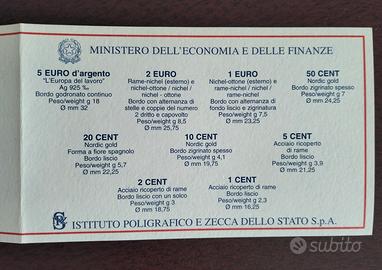 MINISTERO DELL'ECONOMIA E DELLE FINANZE
5 EURO d'argento
"L'Europa del lavoro"
Ag 925 ‰
Bordo godronato continuo
Peso/weight g 18
Ø mm 32
2 EURO
Rame-nichel (esterno) e
nichel-ottone / nichel /
nichel - ottone
Bordo con alternanza di
stelle e coppie del numero
2 dritto e capovolto
Peso/weight g 8,5
Ø mm 25,75
1 EURO
Nichel-ottone (esterno) e
rame-nichel / nichel /
rame-nichel
Bordo con alternanza di
fondo liscio e zigrinatura
Peso/weight g 7,5
Ø mm 23,25
50 CENT
Nordic gold
Bordo zigrinato spesso
Peso/weight g 7
Ø mm 24,25
20 CENT
Nordic gold
Forma a fiore spagnolo
Bordo liscio
Peso/weight g 5,7
Ø mm 22,25
10 CENT
Nordic gold
Bordo zigrinato spesso
Peso/weight g 4,1
Ø mm 19,75
5 CENT
Acciaio ricoperto
di rame
Bordo liscio
Peso/weight g 3,9
Ø mm 21,25
2 CENT
Acciaio ricoperto di rame
Bordo liscio con un solco
Peso/weight g 3
Ø mm 18,75
1 CENT
Acciaio ricoperto di rame
Bordo liscio
Peso/weight g 2,3
Ø mm 16,25
ISTITUTO POLIGRAFICO E ZECCA DELLO STATO S.p.A.
subito